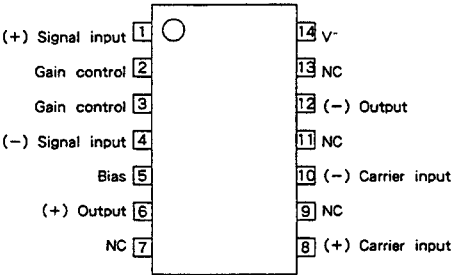 (+) Signal input 1 14 V-
Gain control 2 13 NC
Gain control 3 12 (−) Output
(−) Signal input 4 11 NC
Bias 5 10 (−) Carrier input
(+) Output 6 9 NC
NC 7 8 (+) Carrier input